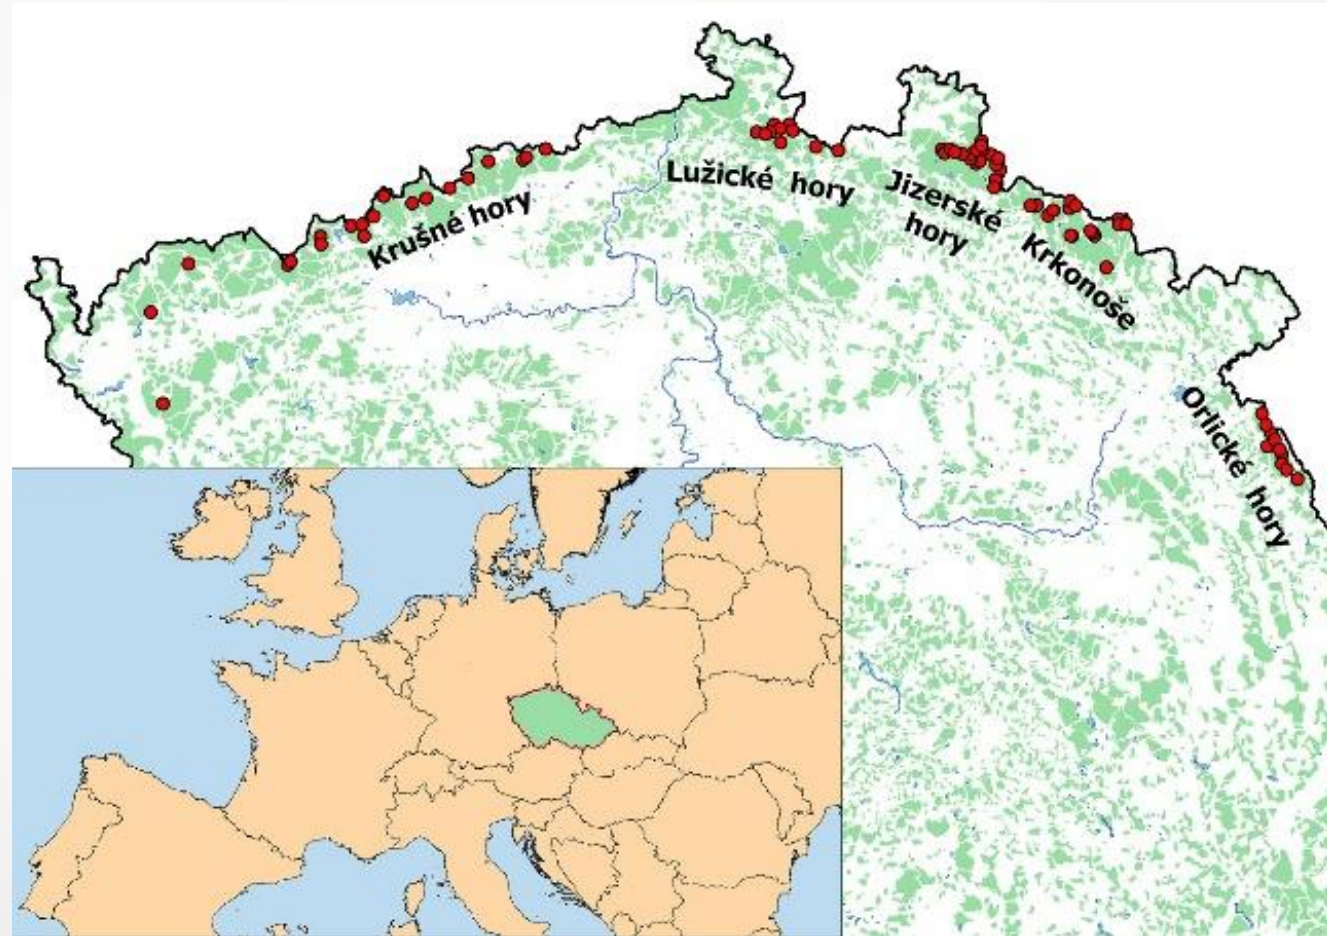 Krušné hory
Lužické hory
Jizerské
hory
Krkonoše
Orlické hory